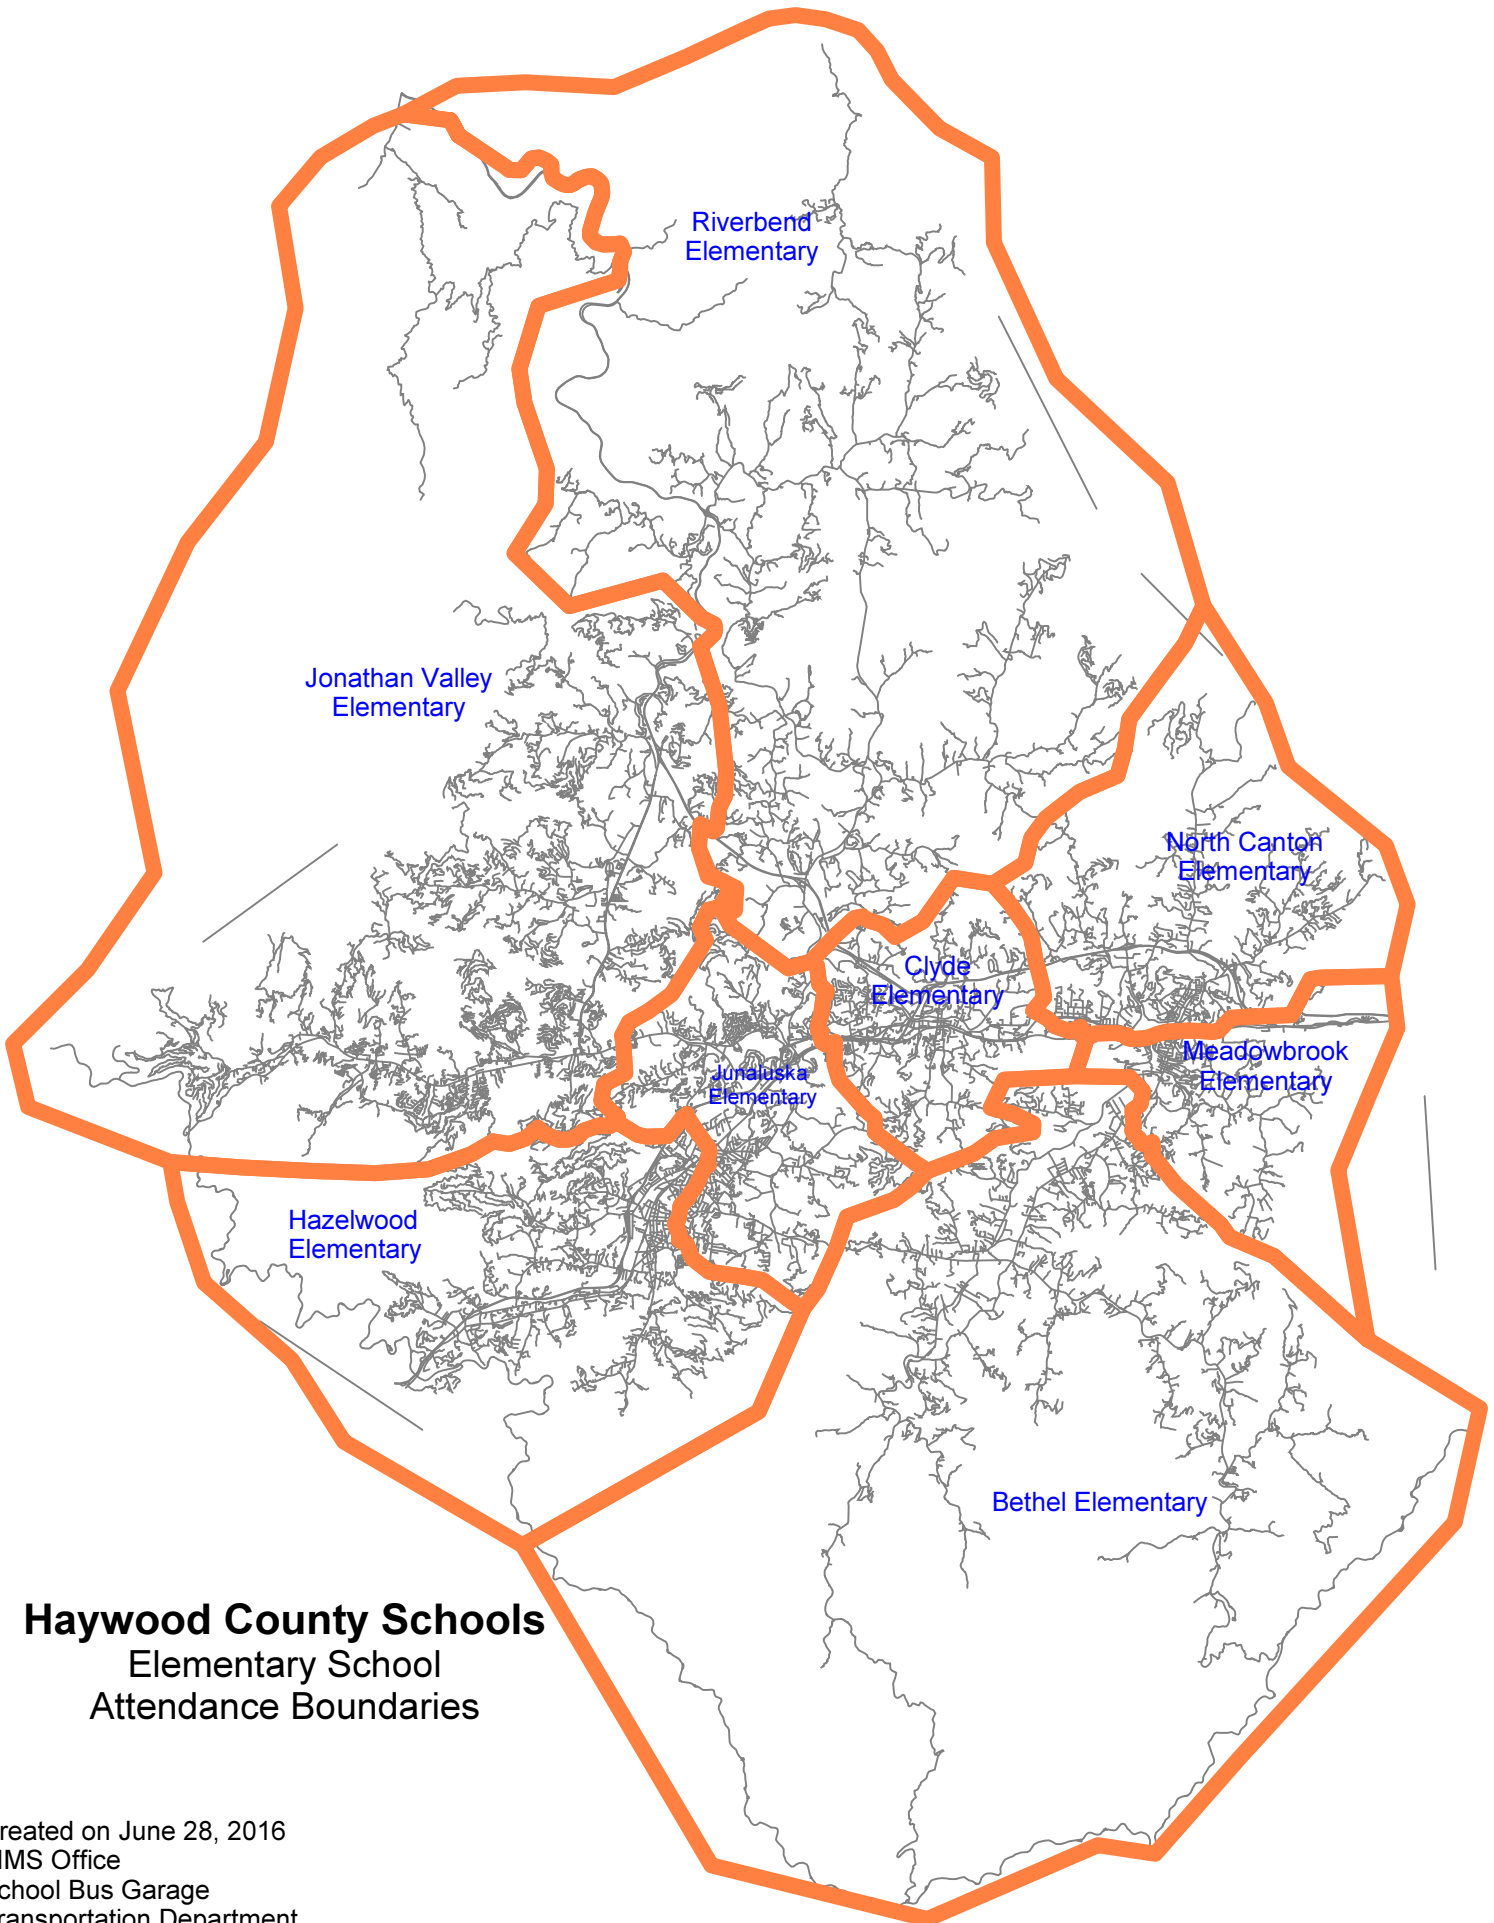 Riverbend
Elementary
Jonathan Valley
Elementary
North Canton
Elementary
Clyde
Elementary
Meadowbrook
Elementary
Junaluska
Elementary
Hazelwood
Elementary
Bethel Elementary
Haywood County Schools
Elementary School
Attendance Boundaries
reated on June 28, 2016
IMS Office
chool Bus Garage
ransportation Department